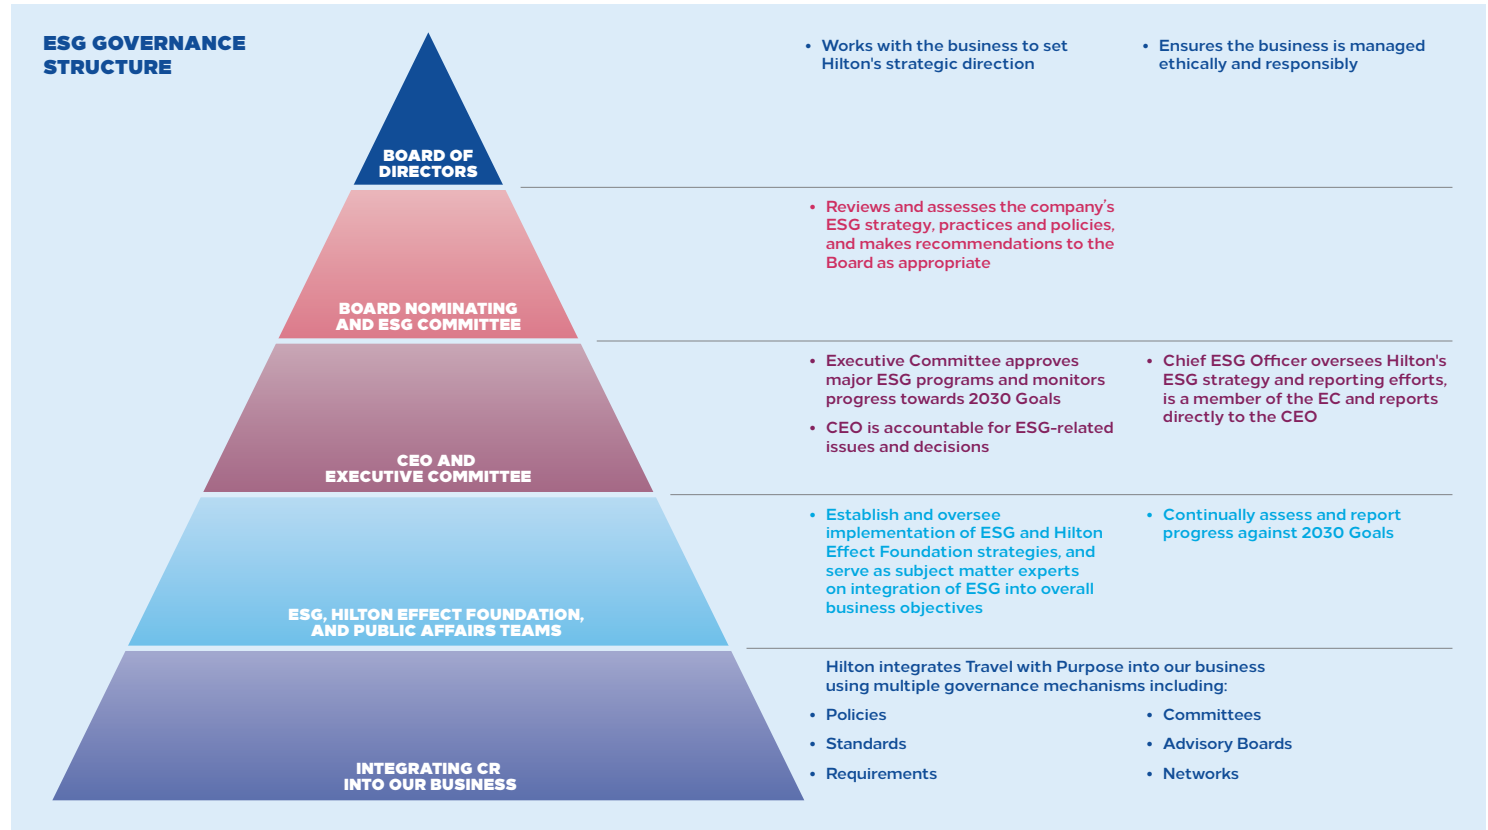 ESG GOVERNANCE
STRUCTURE
BOARD OF
DIRECTORS
• Works with the business to set
Hilton's strategic direction
• Ensures the business is managed
ethically and responsibly
BOARD NOMINATING
AND ESG COMMITTEE
• Reviews and assesses the company's
ESG strategy, practices and policies,
and makes recommendations to the
Board as appropriate
CEO AND
EXECUTIVE COMMITTEE
• Executive Committee approves
major ESG programs and monitors
progress towards 2030 Goals
• CEO is accountable for ESG-related
issues and decisions
• Chief ESG Officer oversees Hilton's
ESG strategy and reporting efforts,
is a member of the EC and reports
directly to the CEO
ESG, HILTON EFFECT FOUNDATION,
AND PUBLIC AFFAIRS TEAMS
• Establish and oversee
implementation of ESG and Hilton
Effect Foundation strategies, and
serve as subject matter experts
on integration of ESG into overall
business objectives
• Continually assess and report
progress against 2030 Goals
INTEGRATING CR
INTO OUR BUSINESS
Hilton integrates Travel with Purpose into our business
using multiple governance mechanisms including:
• Policies
• Standards
• Requirements
• Committees
• Advisory Boards
• Networks